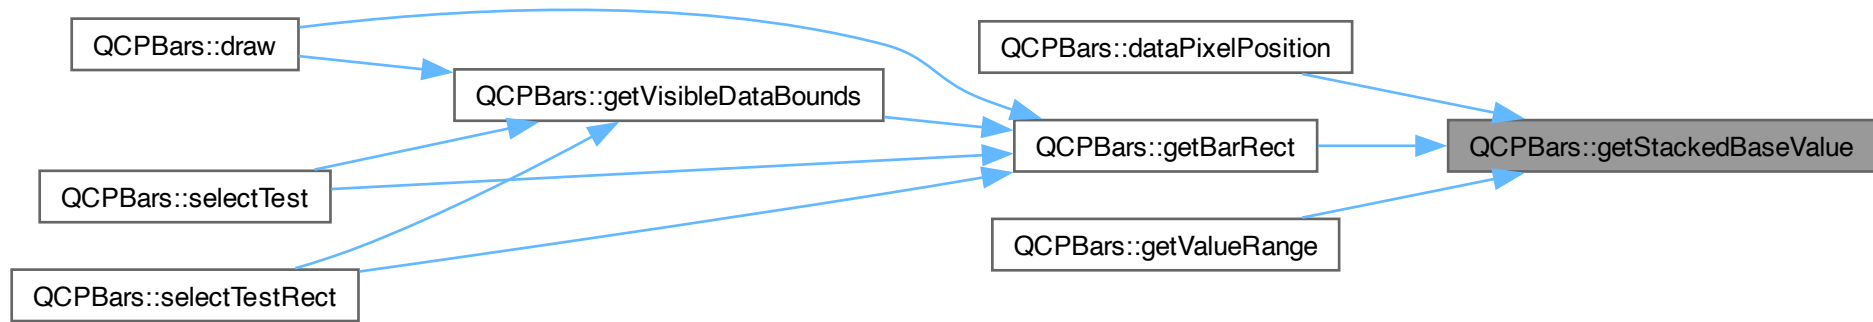 QCPBars::draw
QCPBars::dataPixelPosition
QCPBars::getVisibleDataBounds
QCPBars::getBarRect
QCPBars::getStackedBaseValue
QCPBars::selectTest
QCPBars::getValueRange
QCPBars::selectTestRect